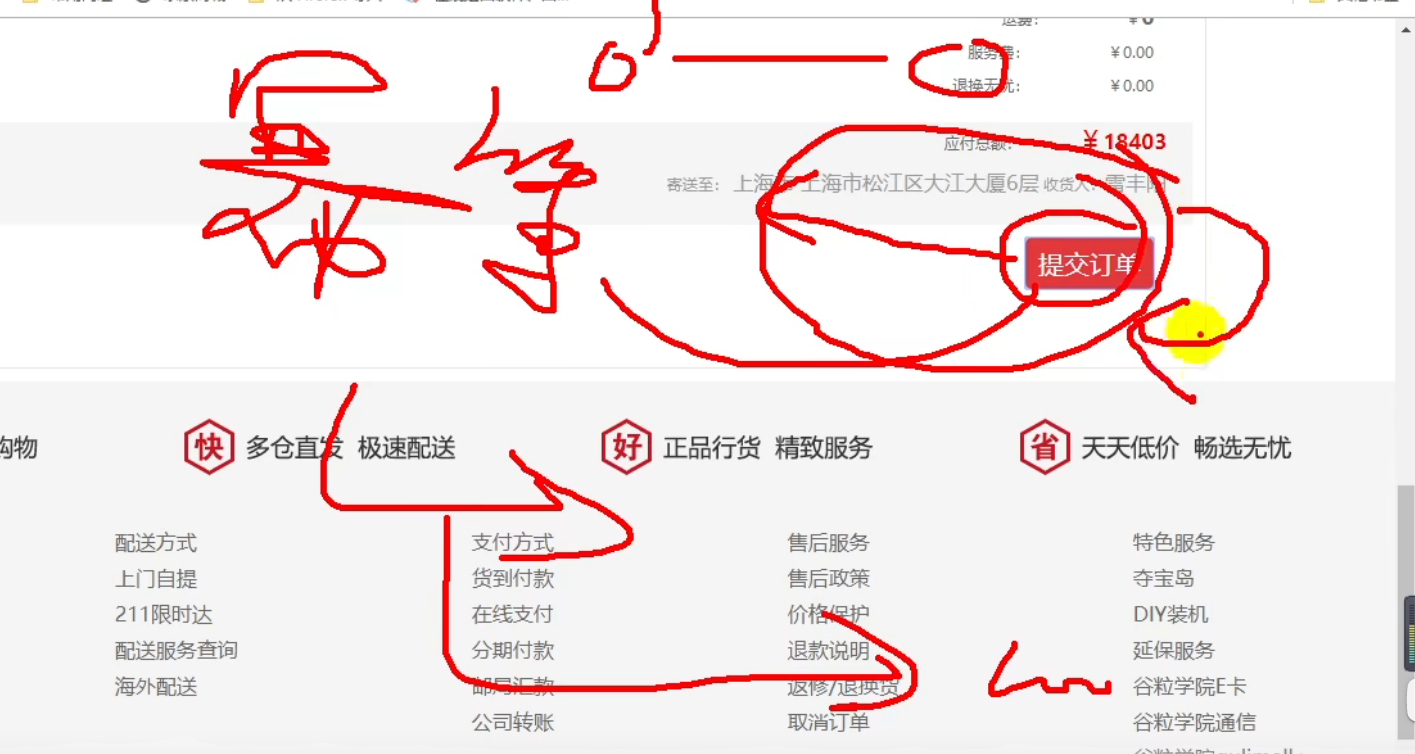 服务费: ¥0.00
退换无忧: ¥0.00
应付总额: ¥18403
寄送至: 上海市 上海市松江区大江大厦6层 收货人: 雷丰阳
提交订单
购物
快 多仓直发 极速配送
好 正品行货 精致服务
省 天天低价 畅选无忧
配送方式 支付方式 售后服务 特色服务
上门自提 货到付款 售后政策 夺宝岛
211限时达 在线支付 价格保护 DIY装机
配送服务查询 分期付款 退款说明 延保服务
海外配送 邮局汇款 返修/退换货 谷粒学院E卡
公司转账 取消订单 谷粒学院通信
幂等